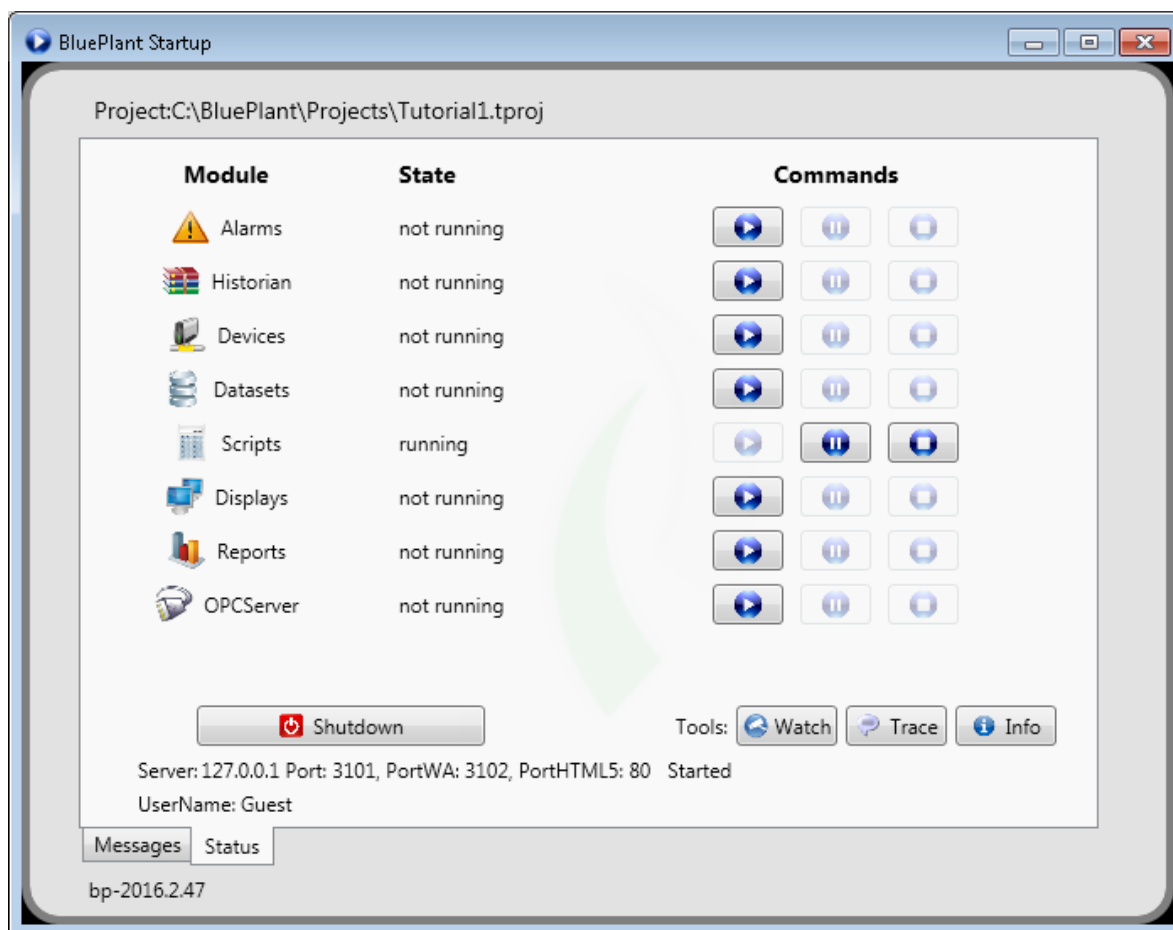 BluePlant Startup
Project:C:\BluePlant\Projects\Tutorial1.tproj
Module State Commands
Alarms not running
Historian not running
Devices not running
Datasets not running
Scripts running
Displays not running
Reports not running
OPCServer not running
Shutdown Tools: Watch Trace Info
Server: 127.0.0.1 Port: 3101, PortWA: 3102, PortHTML5: 80 Started
UserName: Guest
Messages Status
bp-2016.2.47